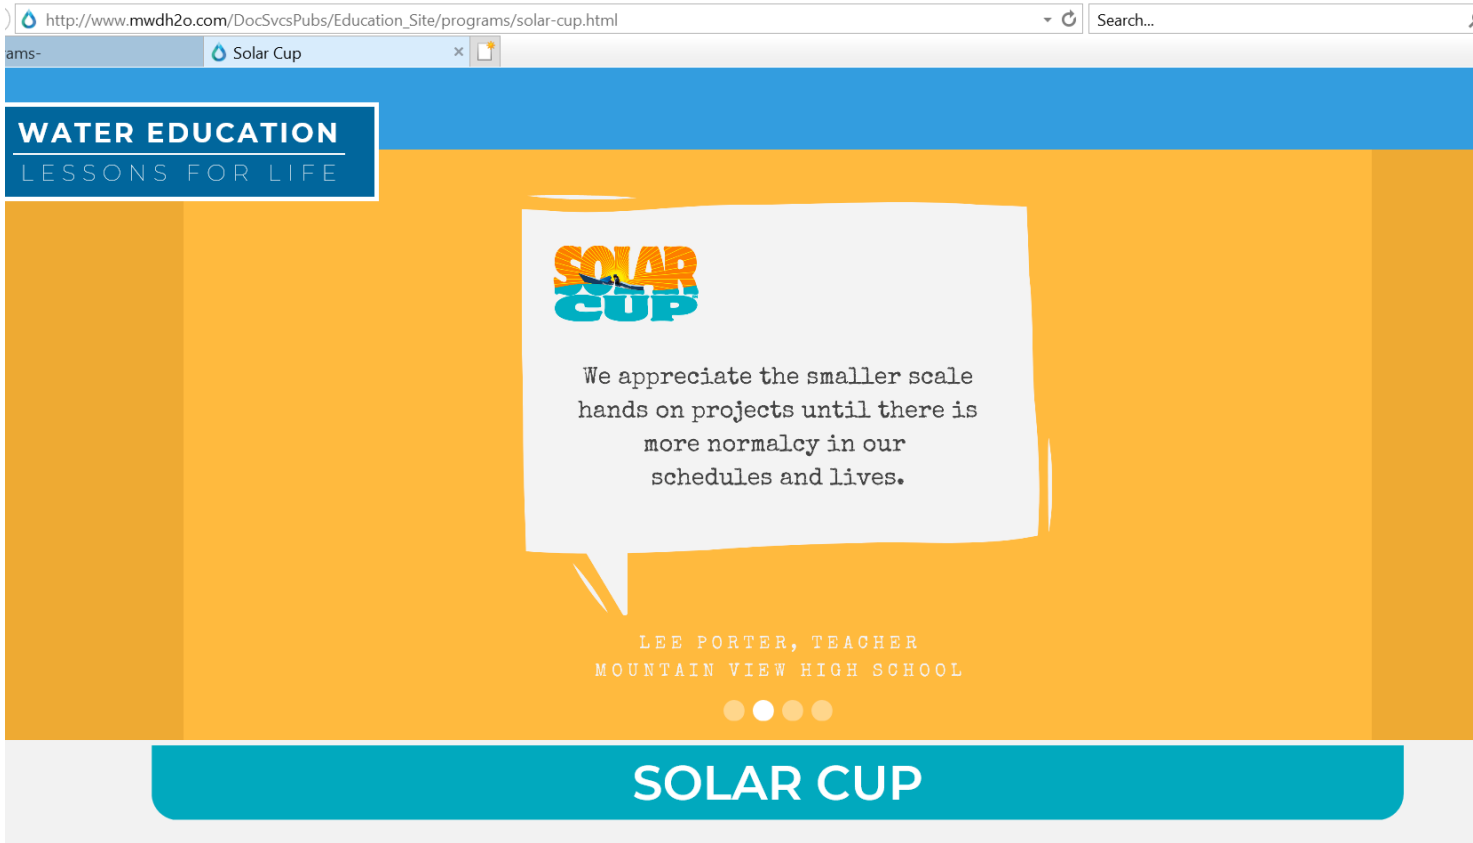 http://www.mwdh2o.com/DocSvcsPubs/Education_Site/programs/solar-cup.html
Search...
ams-
Solar Cup
WATER EDUCATION
LESSONS FOR LIFE
SOLAR
CUP
We appreciate the smaller scale
hands on projects until there is
more normalcy in our
schedules and lives.
LEE PORTER, TEACHER
MOUNTAIN VIEW HIGH SCHOOL
SOLAR CUP